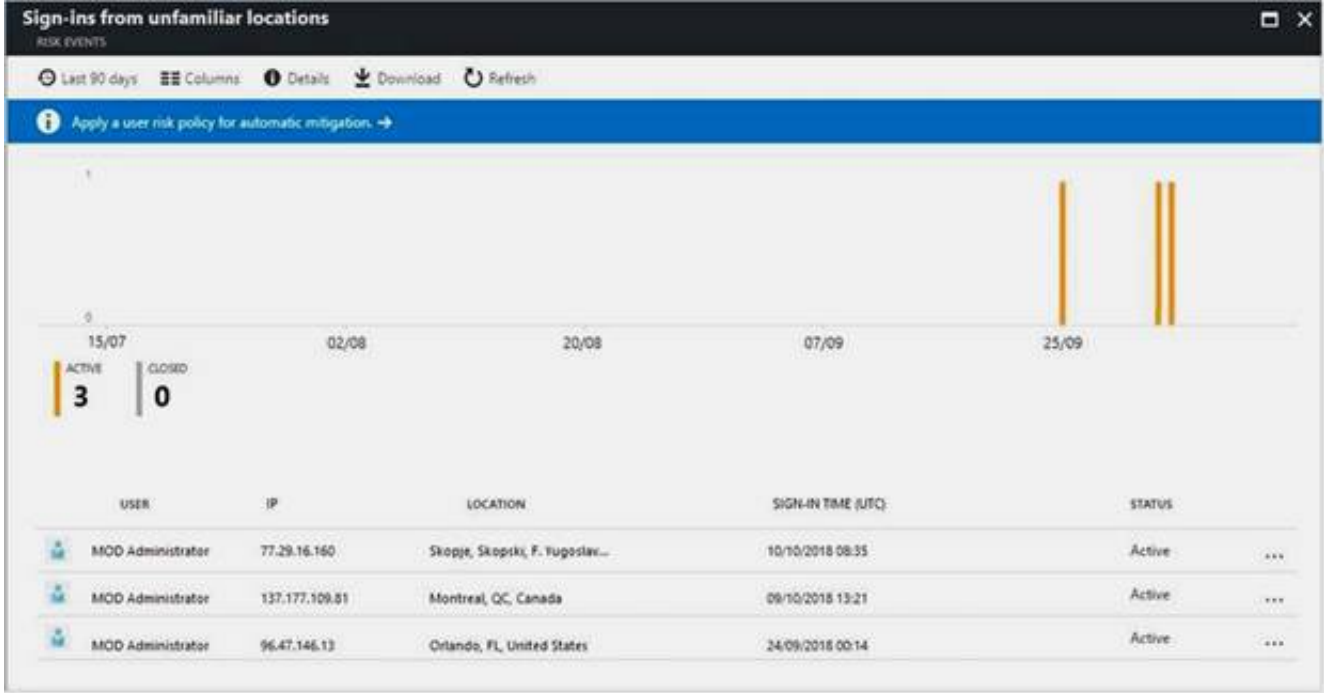 Sign-ins from unfamiliar locations
RISK EVENTS
Last 90 days Columns Details Download Refresh
Apply a user risk policy for automatic mitigation. →
1
0
15/07 02/08 20/08 07/09 25/09
ACTIVE CLOSED
3 0
USER IP LOCATION SIGN-IN TIME (UTC) STATUS
MOD Administrator 77.29.16.160 Skopje, Skopski, F. Yugoslav... 10/10/2018 08:35 Active ...
MOD Administrator 137.177.109.81 Montreal, QC, Canada 09/10/2018 13:21 Active ...
MOD Administrator 96.47.146.13 Orlando, FL, United States 24/09/2018 00:14 Active ...